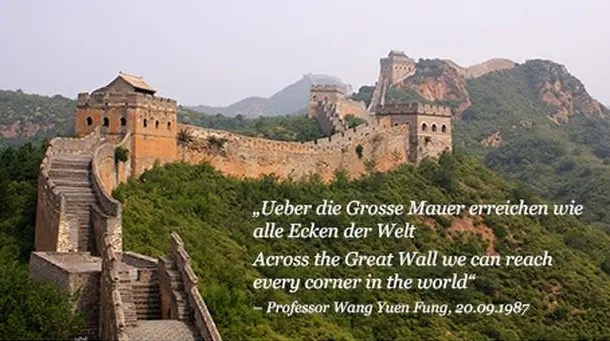 „Ueber die Grosse Mauer erreichen wie
alle Ecken der Welt
Across the Great Wall we can reach
every corner in the world“
– Professor Wang Yuen Fung, 20.09.1987